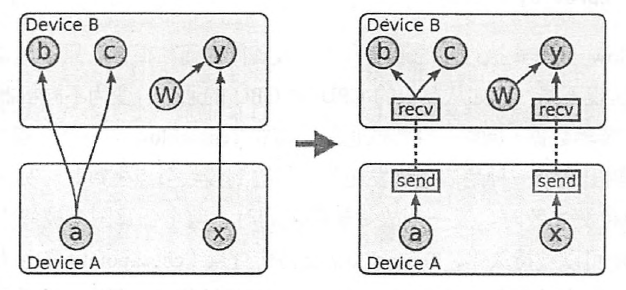 Device B
b c y
W
a x
Device A
Device B
b c y
W
recv recv
send send
a x
Device A